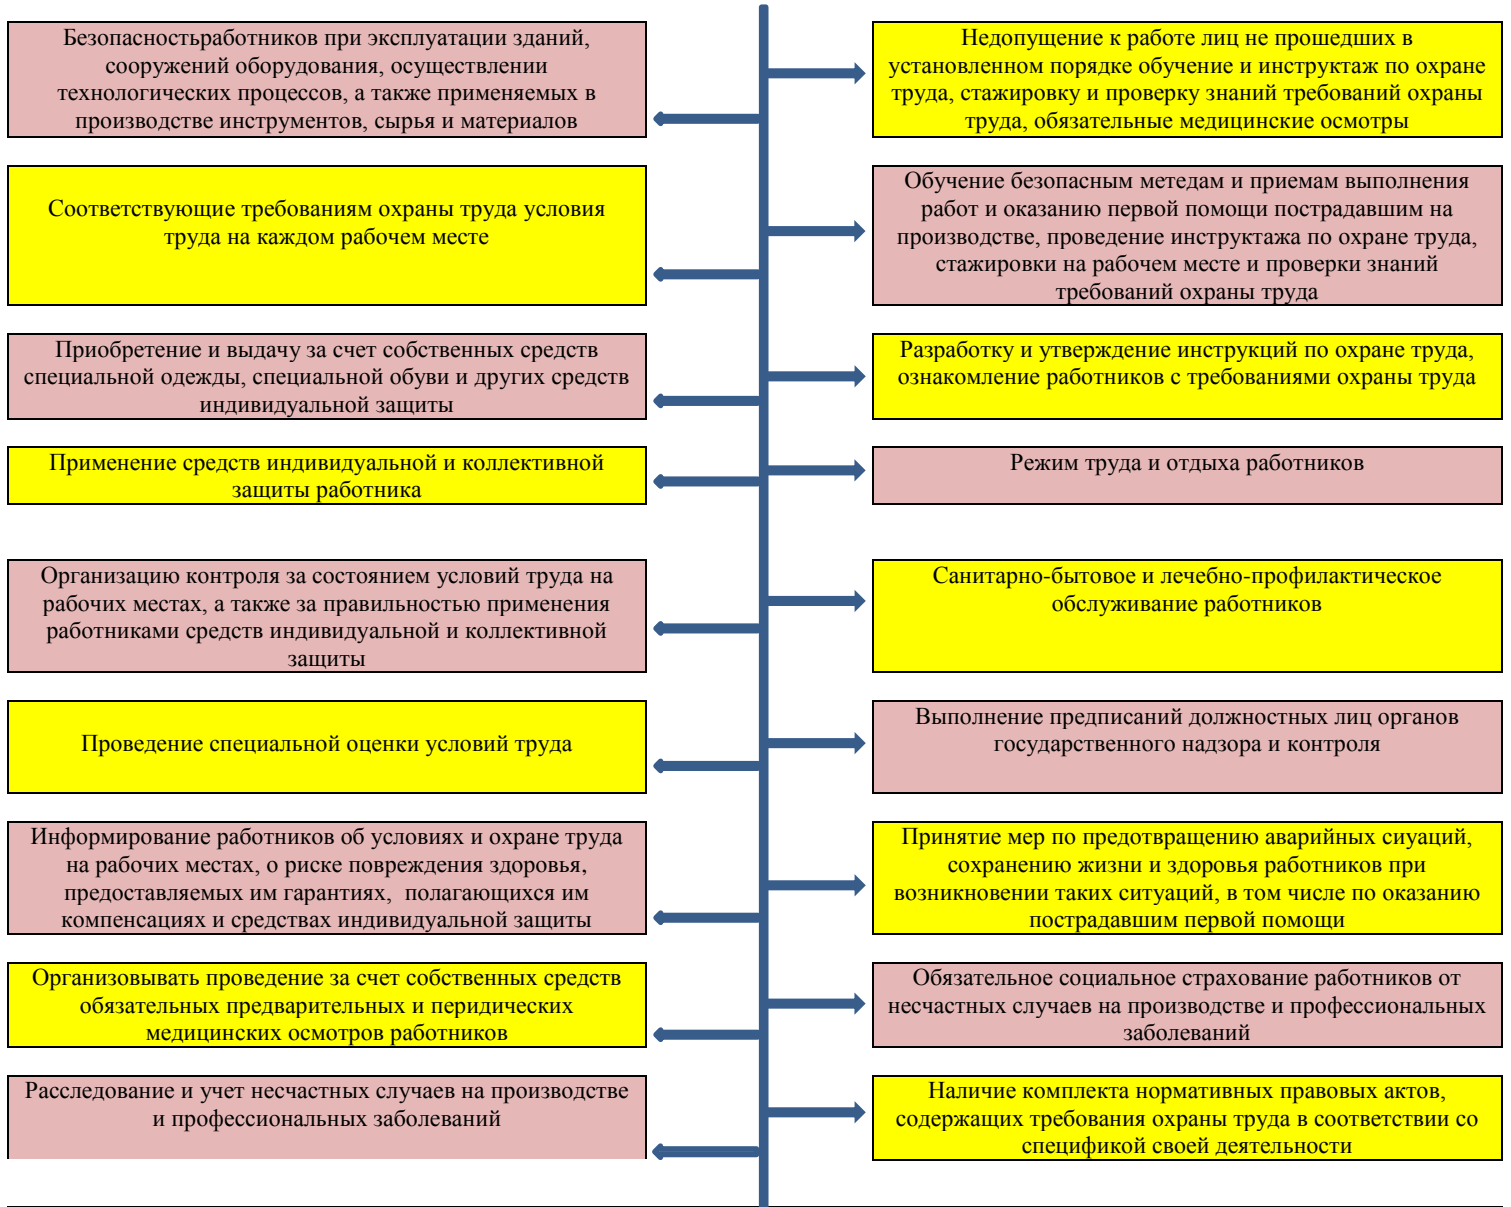 Безопасностьработников при эксплуатации зданий,
сооружений оборудования, осуществлении
технологических процессов, а также применяемых в
производстве инструментов, сырья и материалов
Недопущение к работе лиц не прошедших в
установленном порядке обучение и инструктаж по охране
труда, стажировку и проверку знаний требований охраны
труда, обязательные медицинские осмотры
Соответствующие требованиям охраны труда условия
труда на каждом рабочем месте
Обучение безопасным метедам и приемам выполнения
работ и оказанию первой помощи пострадавшим на
производстве, проведение инструктажа по охране труда,
стажировки на рабочем месте и проверки знаний
требований охраны труда
Приобретение и выдачу за счет собственных средств
специальной одежды, специальной обуви и других средств
индивидуальной защиты
Разработку и утверждение инструкций по охране труда,
ознакомление работников с требованиями охраны труда
Применение средств индивидуальной и коллективной
защиты работника
Режим труда и отдыха работников
Организацию контроля за состоянием условий труда на
рабочих местах, а также за правильностью применения
работниками средств индивидуальной и коллективной
защиты
Санитарно-бытовое и лечебно-профилактическое
обслуживание работников
Проведение специальной оценки условий труда
Выполнение предписаний должностных лиц органов
государственного надзора и контроля
Информирование работников об условиях и охране труда
на рабочих местах, о риске повреждения здоровья,
предоставляемых им гарантиях, полагающихся им
компенсациях и средствах индивидуальной защиты
Принятие мер по предотвращению аварийных сиуаций,
сохранению жизни и здоровья работников при
возникновении таких ситуаций, в том числе по оказанию
пострадавшим первой помощи
Организовывать проведение за счет собственных средств
обязательных предварительных и перидических
медицинских осмотров работников
Обязательное социальное страхование работников от
несчастных случаев на производстве и профессиональных
заболеваний
Расследование и учет несчастных случаев на производстве
и профессиональных заболеваний
Наличие комплекта нормативных правовых актов,
содержащих требования охраны труда в соответствии со
спецификой своей деятельности